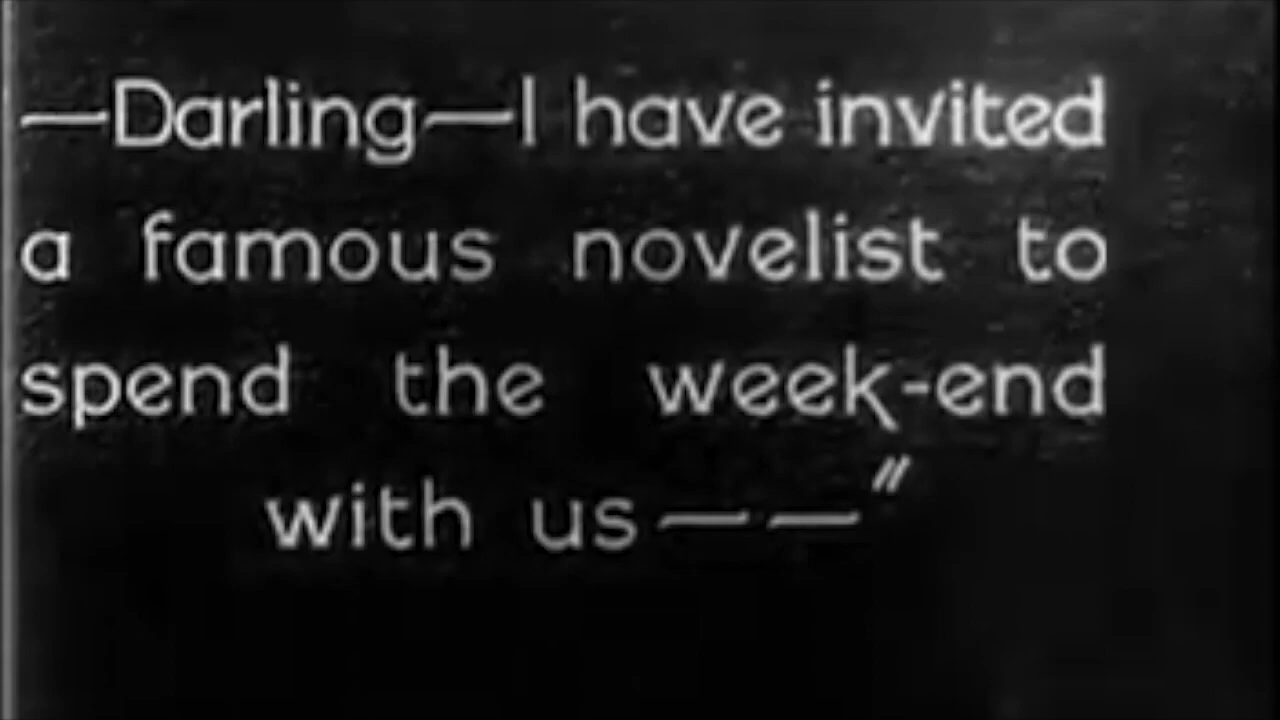 —Darling—I have invited
a famous novelist to
spend the week-end
with us — —"